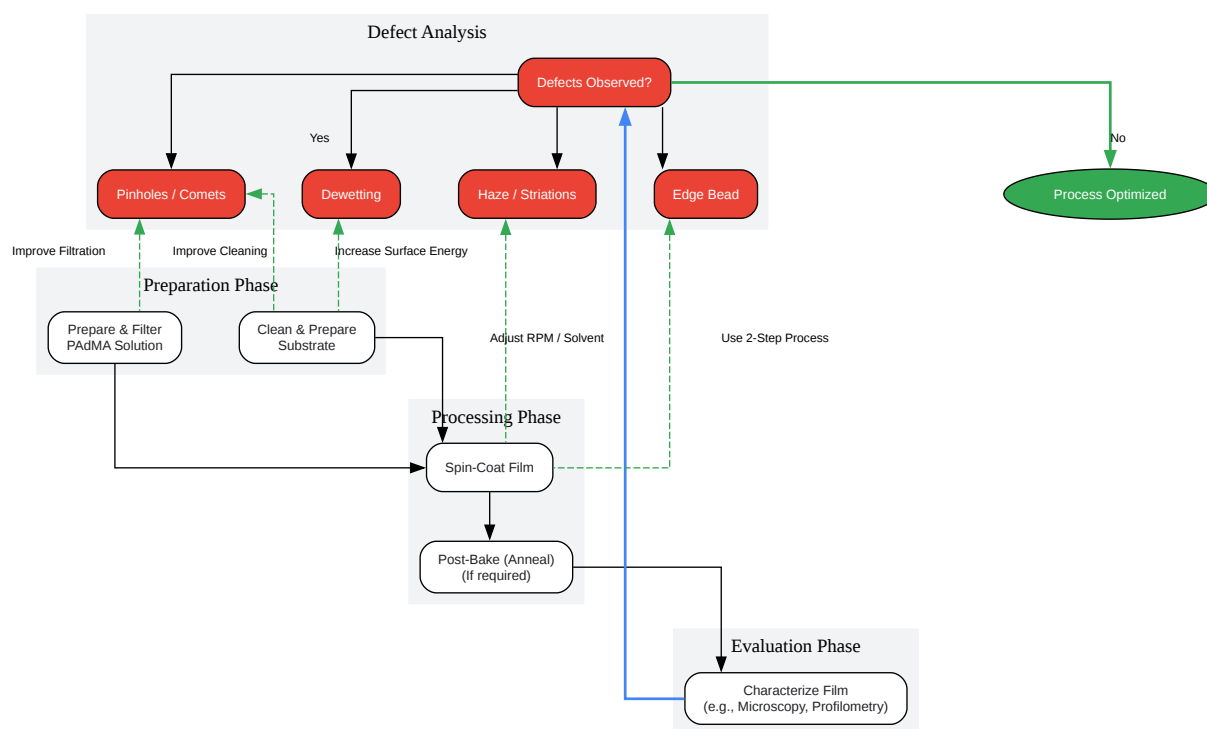 Defect Analysis
Defects Observed?
Yes
No
Pinholes / Comets
Dewetting
Haze / Striations
Edge Bead
Process Optimized
Improve Filtration
Improve Cleaning
Increase Surface Energy
Preparation Phase
Prepare & Filter
PAdMA Solution
Clean & Prepare
Substrate
Adjust RPM / Solvent
Use 2-Step Process
Processing Phase
Spin-Coat Film
Post-Bake (Anneal)
(If required)
Evaluation Phase
Characterize Film
(e.g., Microscopy, Profilometry)